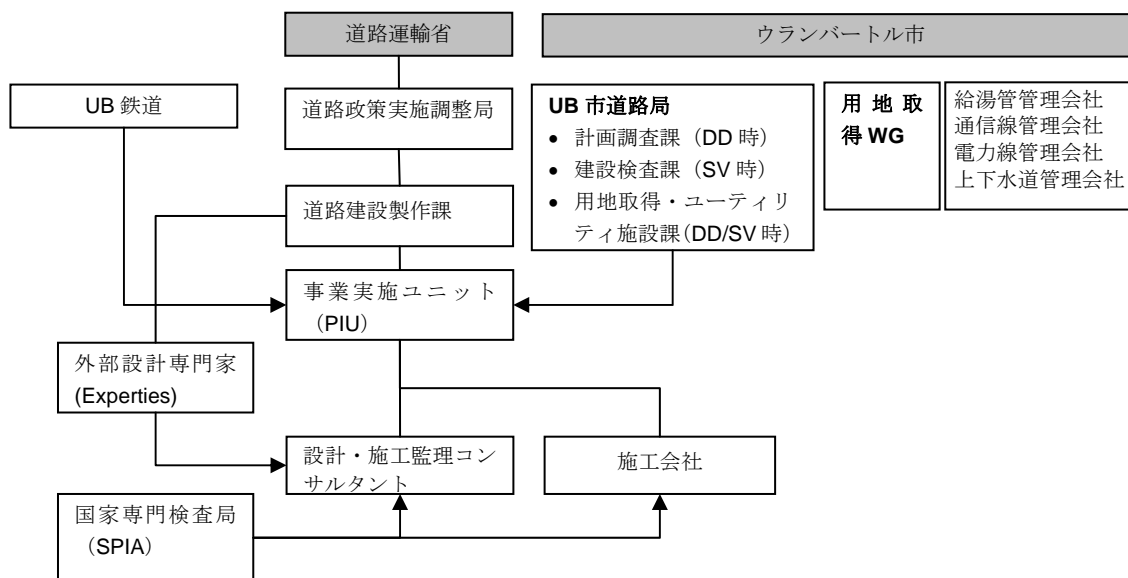 道路運輸省
ウランバートル市
UB 鉄道
道路政策実施調整局
UB 市道路局
• 計画調査課（DD 時）
• 建設検査課（SV 時）
• 用地取得・ユーティリ
ティ施設課（DD/SV 時）
用地取
得 WG
給湯管管理会社
通信線管理会社
電力線管理会社
上下水道管理会社
道路建設製作課
事業実施ユニット
（PIU）
外部設計専門家
(Experties)
設計・施工監理コン
サルタント
施工会社
国家専門検査局
（SPIA）